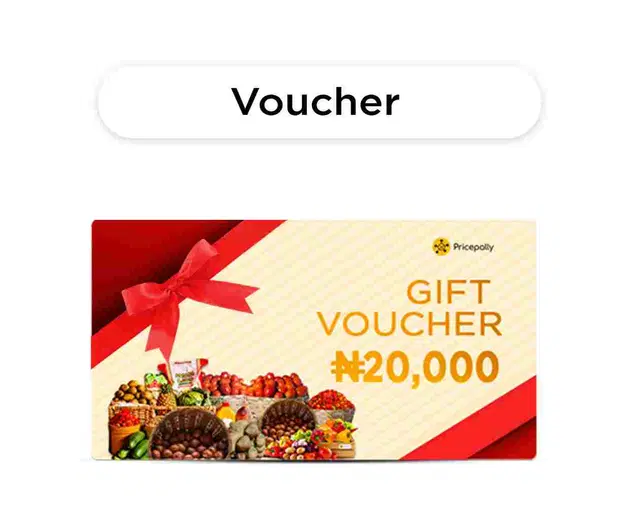 Voucher
Pricepally
GIFT
VOUCHER
₦20,000